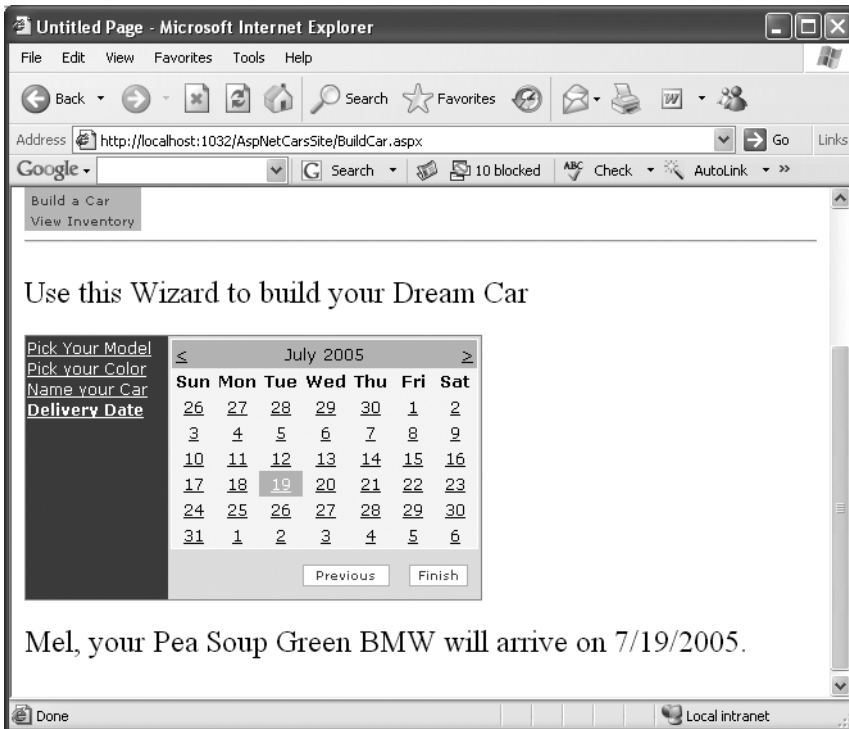 Untitled Page - Microsoft Internet Explorer
File Edit View Favorites Tools Help
Back Search Favorites W
Address http://localhost:1032/AspNetCarsSite/BuildCar.aspx Go Links
Google G Search 10 blocked ABC Check AutoLink »
Build a Car
View Inventory
Use this Wizard to build your Dream Car
Pick Your Model
Pick your Color
Name your Car
Delivery Date
< July 2005 >
Sun Mon Tue Wed Thu Fri Sat
26 27 28 29 30 1 2
3 4 5 6 7 8 9
10 11 12 13 14 15 16
17 18 19 20 21 22 23
24 25 26 27 28 29 30
31 1 2 3 4 5 6
Previous Finish
Mel, your Pea Soup Green BMW will arrive on 7/19/2005.
Done Local intranet